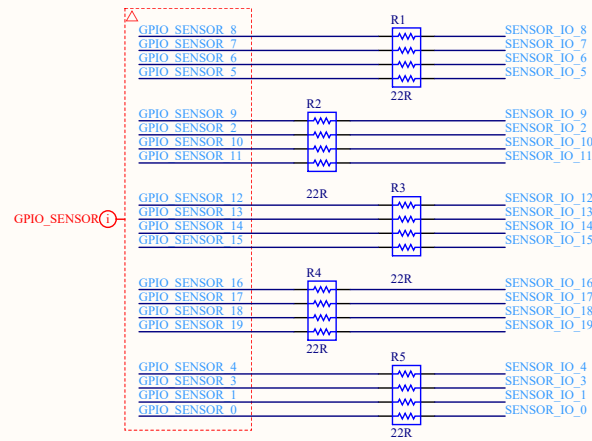 R1
GPIO_SENSOR_8 SENSOR_IO_8
GPIO_SENSOR_7 SENSOR_IO_7
GPIO_SENSOR_6 SENSOR_IO_6
GPIO_SENSOR_5 SENSOR_IO_5
22R
R2
GPIO_SENSOR_9 SENSOR_IO_9
GPIO_SENSOR_2 SENSOR_IO_2
GPIO_SENSOR_10 SENSOR_IO_10
GPIO_SENSOR_11 SENSOR_IO_11
22R
R3
GPIO_SENSOR_12 SENSOR_IO_12
GPIO_SENSOR_13 SENSOR_IO_13
GPIO_SENSOR i
GPIO_SENSOR_14 SENSOR_IO_14
GPIO_SENSOR_15 SENSOR_IO_15
22R
R4
GPIO_SENSOR_16 SENSOR_IO_16
GPIO_SENSOR_17 SENSOR_IO_17
GPIO_SENSOR_18 SENSOR_IO_18
GPIO_SENSOR_19 SENSOR_IO_19
22R
R5
GPIO_SENSOR_4 SENSOR_IO_4
GPIO_SENSOR_3 SENSOR_IO_3
GPIO_SENSOR_1 SENSOR_IO_1
GPIO_SENSOR_0 SENSOR_IO_0
22R